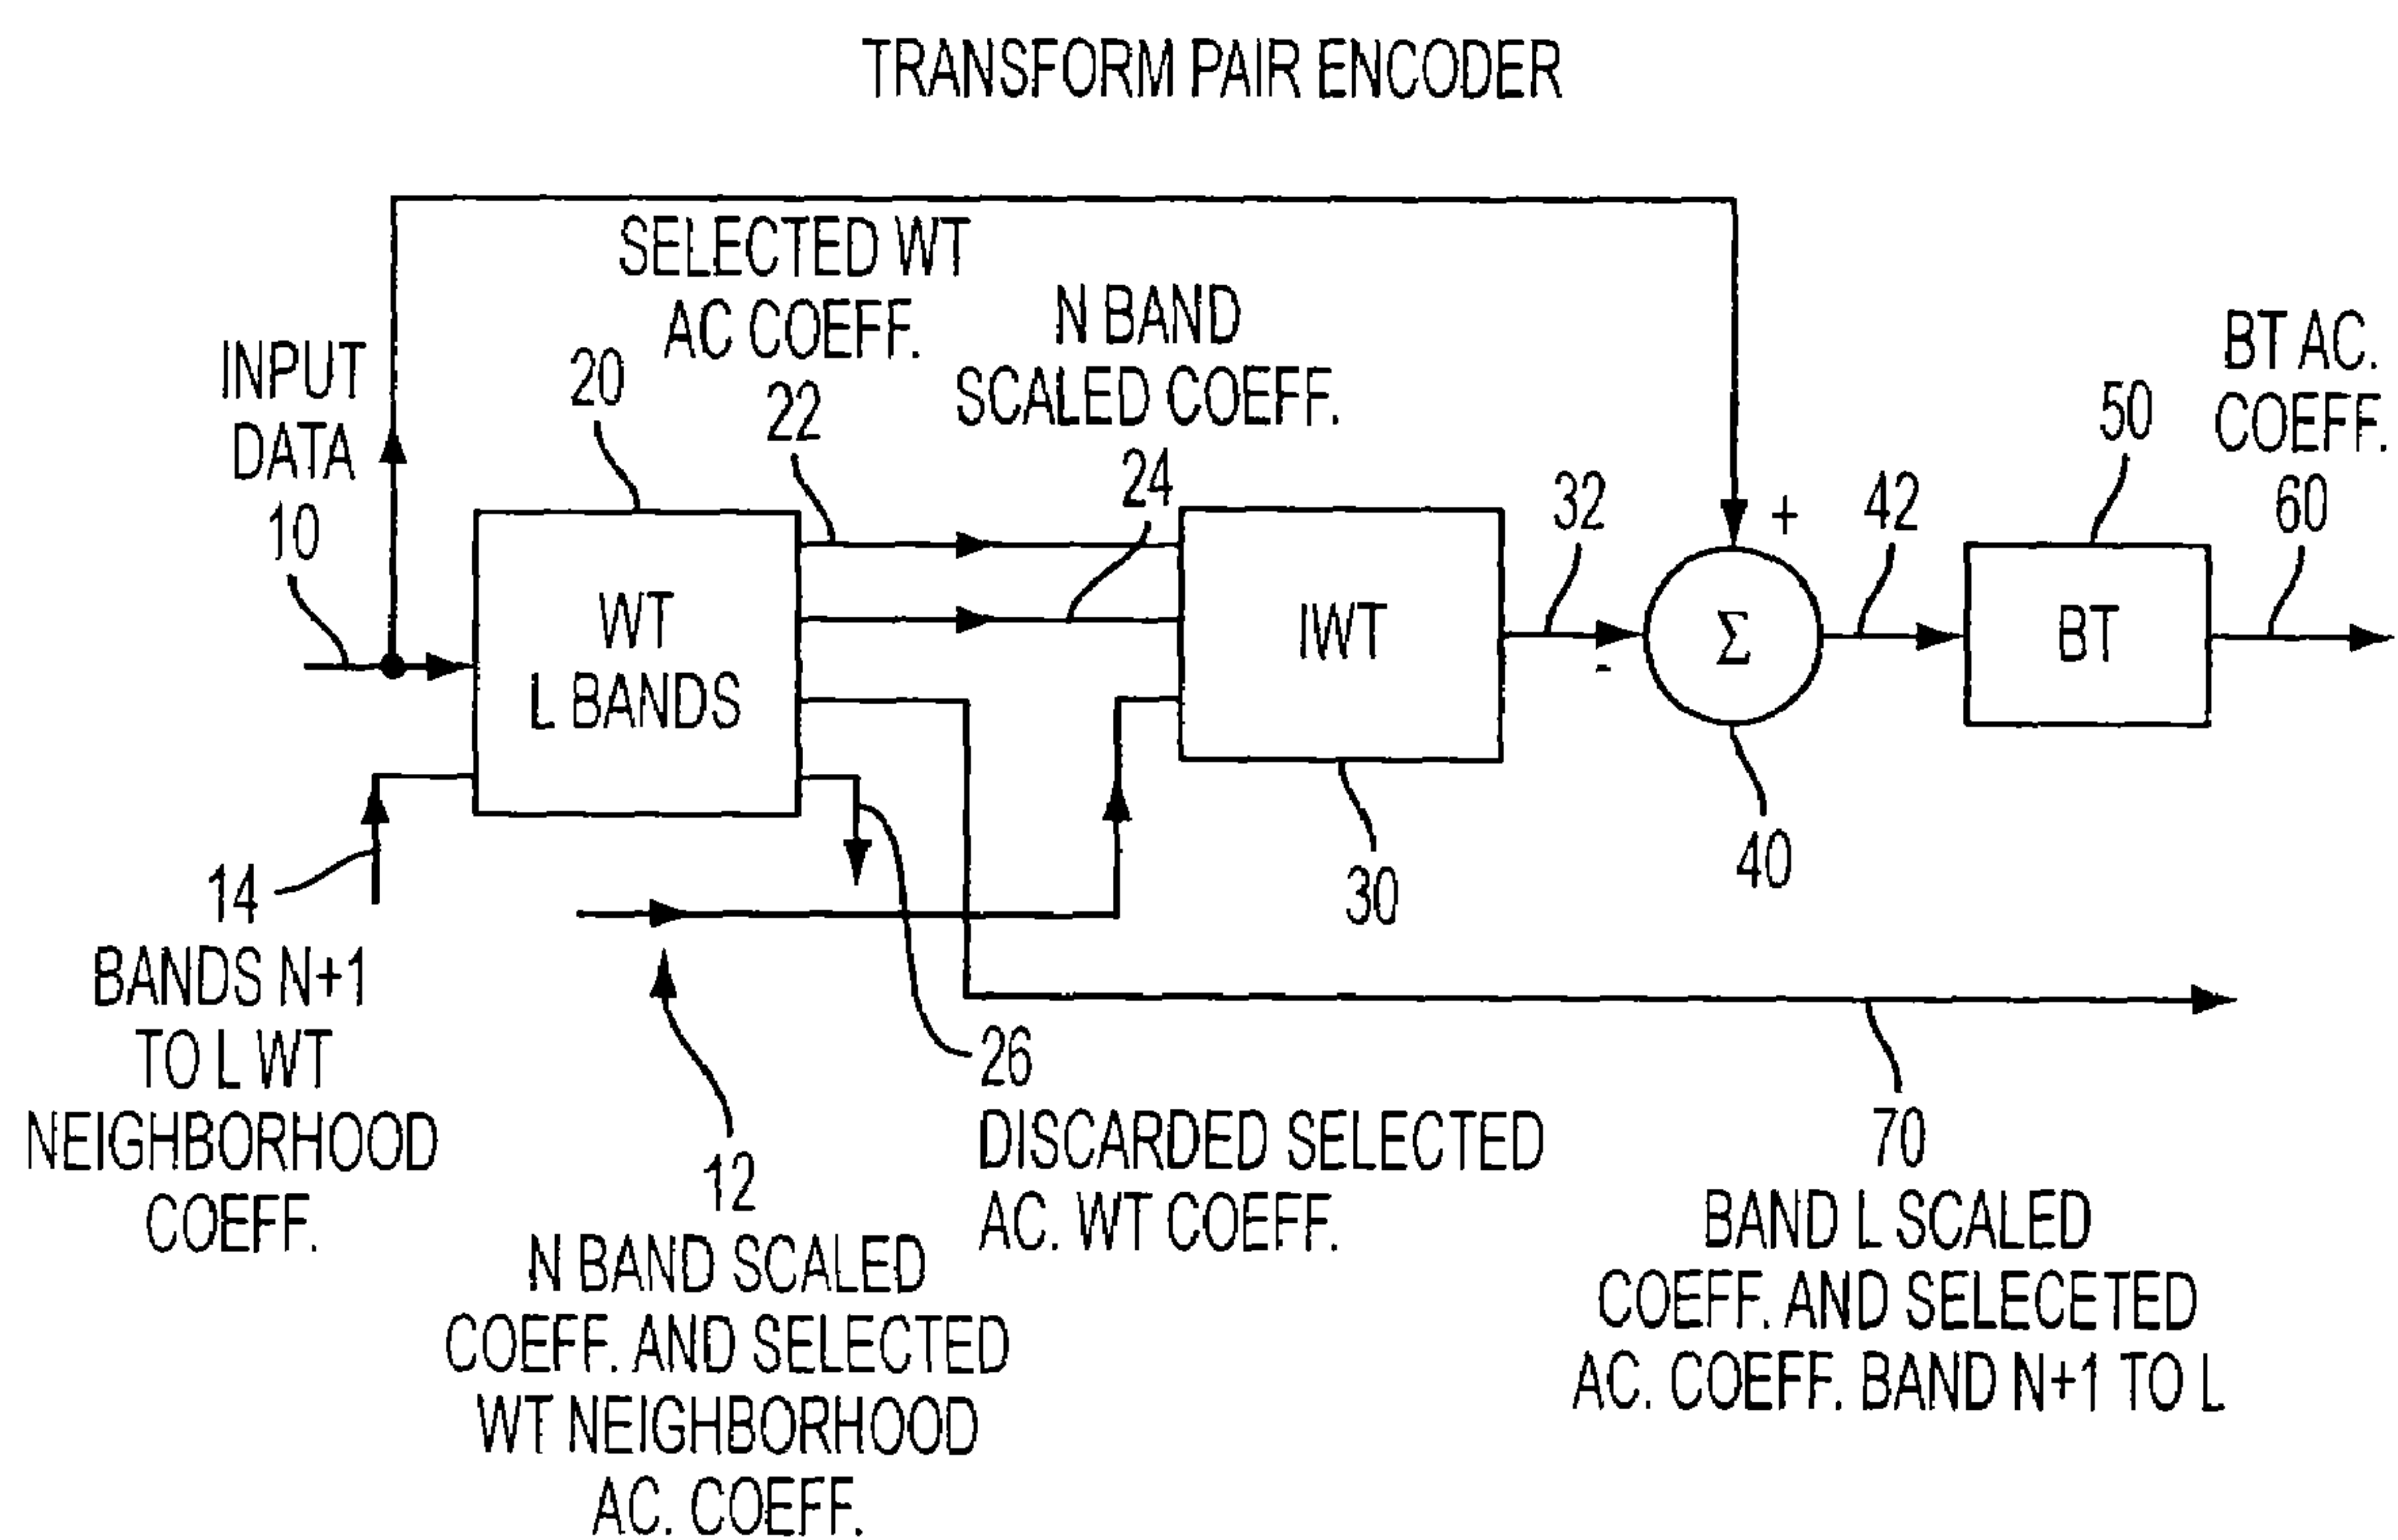 TRANSFORM PAIR ENCODER
SELECTED WT
AC COEFF.
22
N BAND
SCALED COEFF.
24
INPUT
DATA
10
20
BT AC.
COEFF.
60
50
32
+
42
WT
L BANDS
IWT
-
Σ
BT
14
BANDS N+1
TO L WT
NEIGHBORHOOD
COEFF.
30
40
26
DISCARDED SELECTED
AC. WT COEFF.
12
N BAND SCALED
COEFF. AND SELECTED
WT NEIGHBORHOOD
AC. COEFF.
70
BAND L SCALED
COEFF. AND SELECETED
AC. COEFF. BAND N+1 TO L